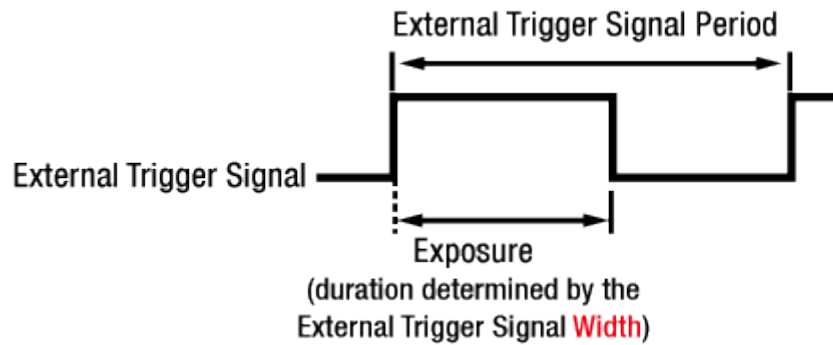 External Trigger Signal Period
External Trigger Signal
Exposure
(duration determined by the
External Trigger Signal Width)